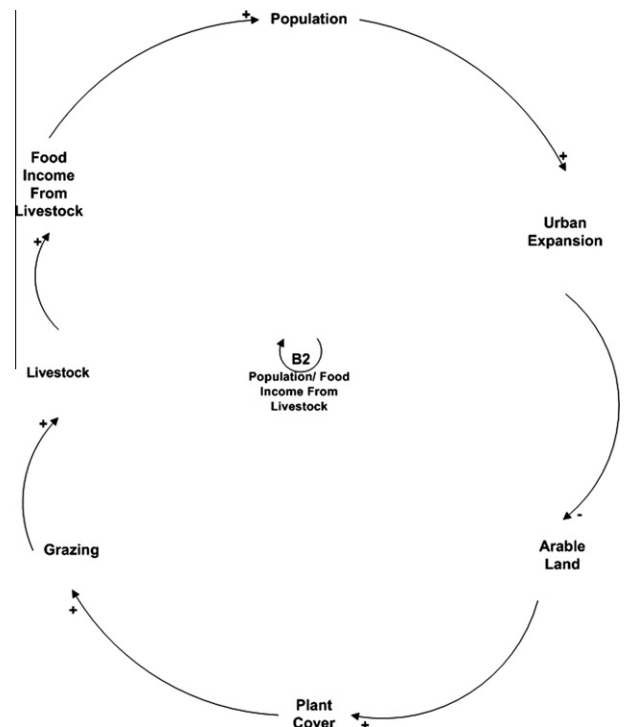 +
Population
+
Food
Income
From
Livestock
+
Urban
Expansion
B2
Population/ Food
Income From
Livestock
Livestock
+
-
Grazing
Arable
Land
+
Plant
Cover
+